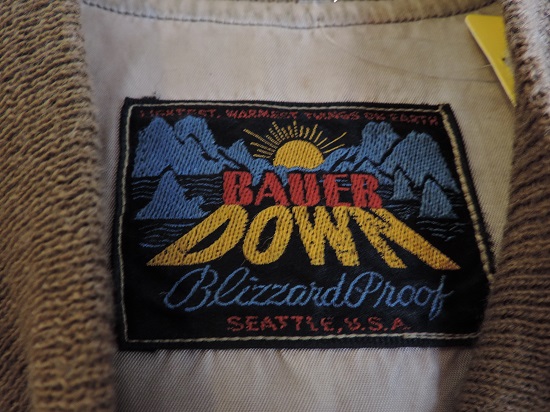 LIGHTEST, WARMEST THINGS ON EARTH
BAUER
DOWN
Blizzard Proof
SEATTLE, U.S.A.